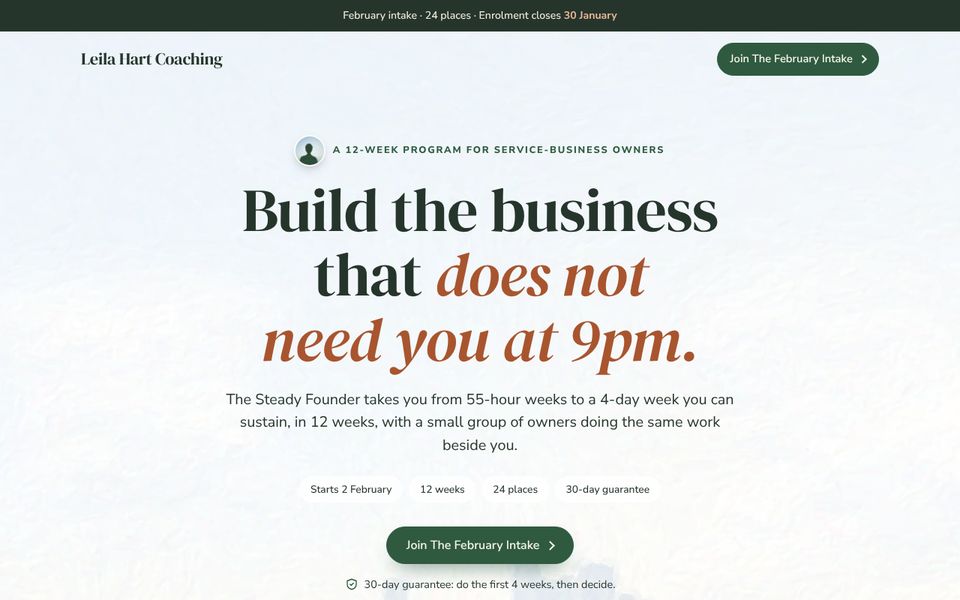 February intake · 24 places · Enrolment closes 30 January
Leila Hart Coaching
Join The February Intake
A 12-WEEK PROGRAM FOR SERVICE-BUSINESS OWNERS
Build the business
that does not
need you at 9pm.
The Steady Founder takes you from 55-hour weeks to a 4-day week you can
sustain, in 12 weeks, with a small group of owners doing the same work
beside you.
Starts 2 February
12 weeks
24 places
30-day guarantee
Join The February Intake
30-day guarantee: do the first 4 weeks, then decide.